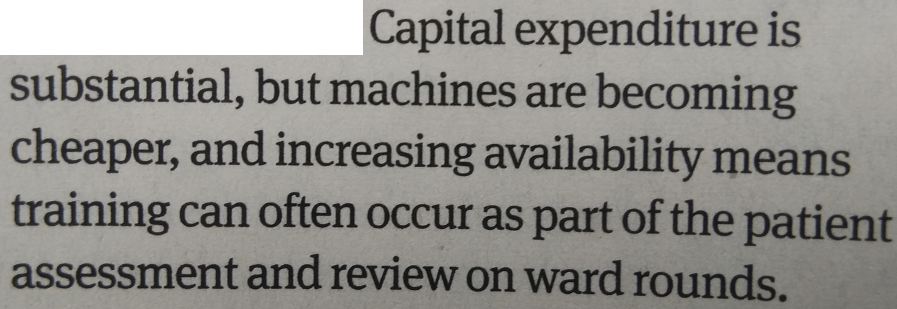 Capital expenditure is
substantial, but machines are becoming
cheaper, and increasing availability means
training can often occur as part of the patient
assessment and review on ward rounds.